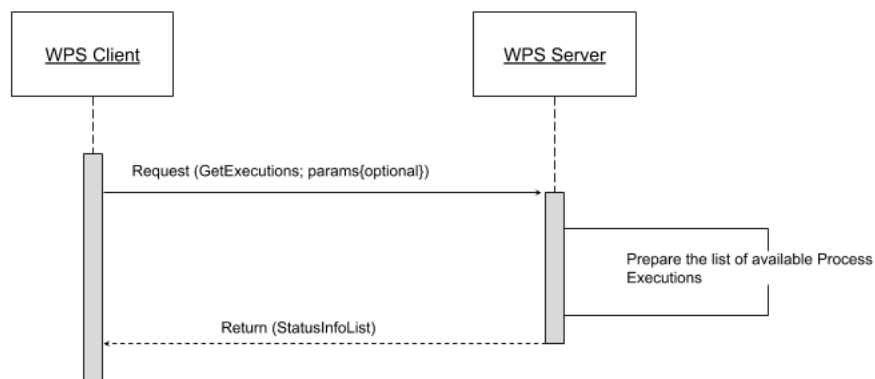 WPS Client
WPS Server
Request (GetExecutions; params{optional})
Prepare the list of available Process
Executions
Return (StatusInfoList)